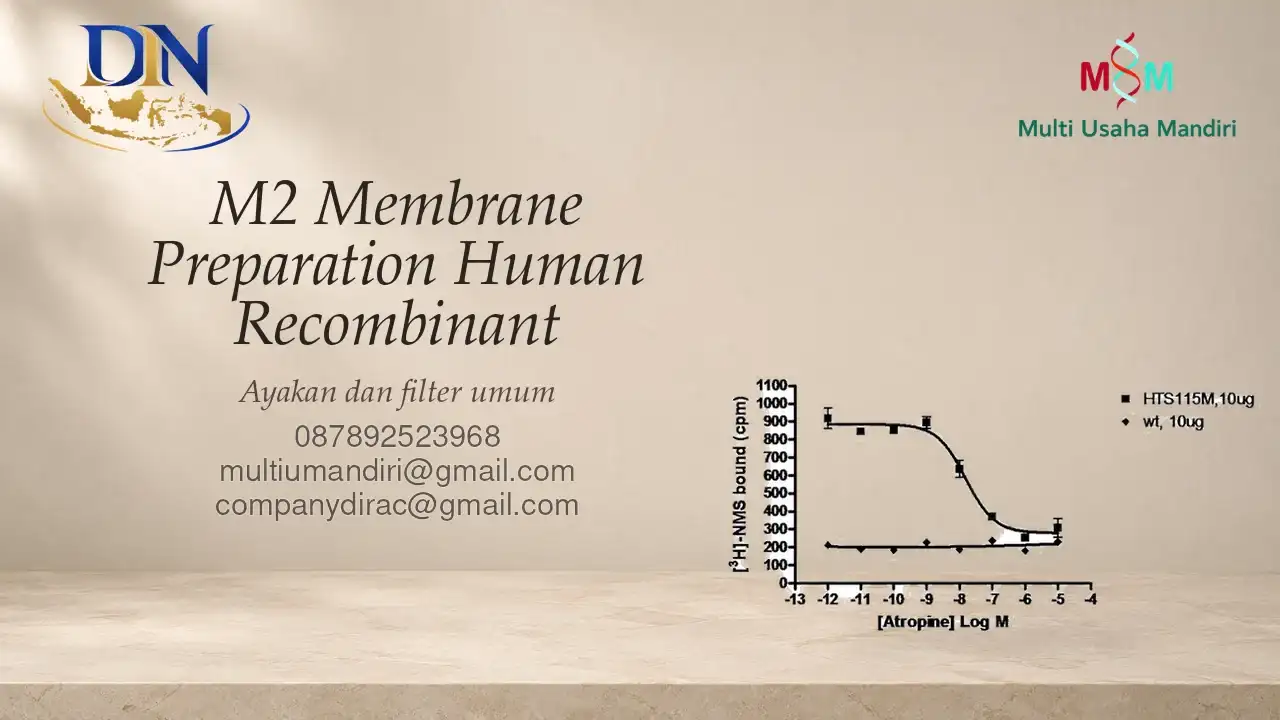 DIN
M M
Multi Usaha Mandiri
M2 Membrane
Preparation Human
Recombinant
Ayakan dan filter umum
087892523968
multiumandiri@gmail.com
companydirac@gmail.com
[³H]-NMS bound (cpm)
1100
1000
900
800
700
600
500
400
300
200
100
0
-13 -12 -11 -10 -9 -8 -7 -6 -5 -4
[Atropine] Log M
HTS115M,10ug
wt, 10ug